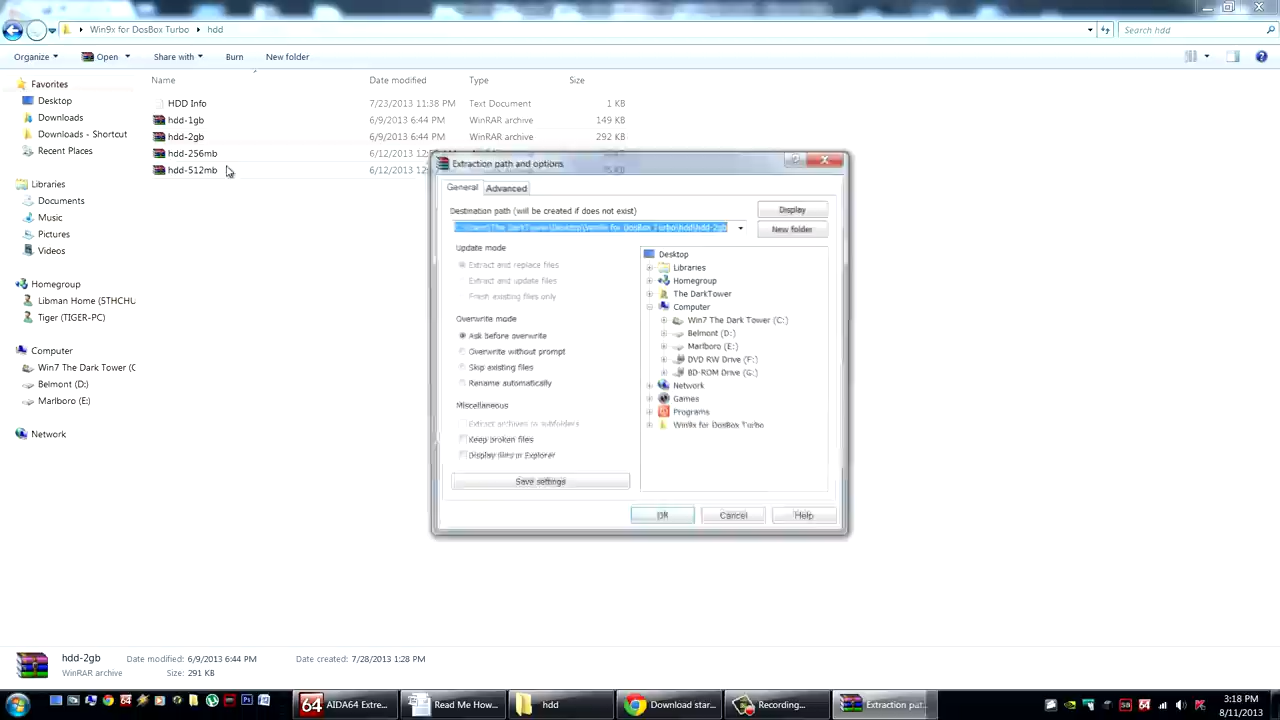 Win9x for DosBox Turbo hdd
Search hdd
Organize Open Share with Burn New folder
Name Date modified Type Size
Favorites
Desktop
Downloads
Downloads - Shortcut
Recent Places
Libraries
Documents
Music
Pictures
Videos
Homegroup
Libman Home (5THCHU
Tiger (TIGER-PC)
Computer
Win7 The Dark Tower (C
Belmont (D:)
Marlboro (E:)
Network
HDD Info 7/23/2013 11:38 PM Text Document 1 KB
hdd-1gb 6/9/2013 6:44 PM WinRAR archive 149 KB
hdd-2gb 6/9/2013 6:44 PM WinRAR archive 292 KB
hdd-256mb 6/12/2013 12:
hdd-512mb 6/12/2013 12:
Extraction path and options
General Advanced
Destination path (will be created if does not exist)
Display
New folder
Update mode
Extract and replace files
Extract and update files
Fresh existing files only
Overwrite mode
Ask before overwrite
Overwrite without prompt
Skip existing files
Rename automatically
Miscellaneous
Extract archives to subfolders
Keep broken files
Display files in Explorer
Save settings
Desktop
Libraries
Homegroup
The DarkTower
Computer
Win7 The Dark Tower (C:)
Belmont (D:)
Marlboro (E:)
DVD RW Drive (F:)
BD-ROM Drive (G:)
Network
Games
Programs
Win9x for DosBox Turbo
OK Cancel Help
hdd-2gb Date modified: 6/9/2013 6:44 PM Date created: 7/28/2013 1:28 PM
WinRAR archive Size: 291 KB
64 AIDA64 Extre... Read Me How... hdd Download star... Recording... Extraction pat...
3:18 PM
8/11/2013